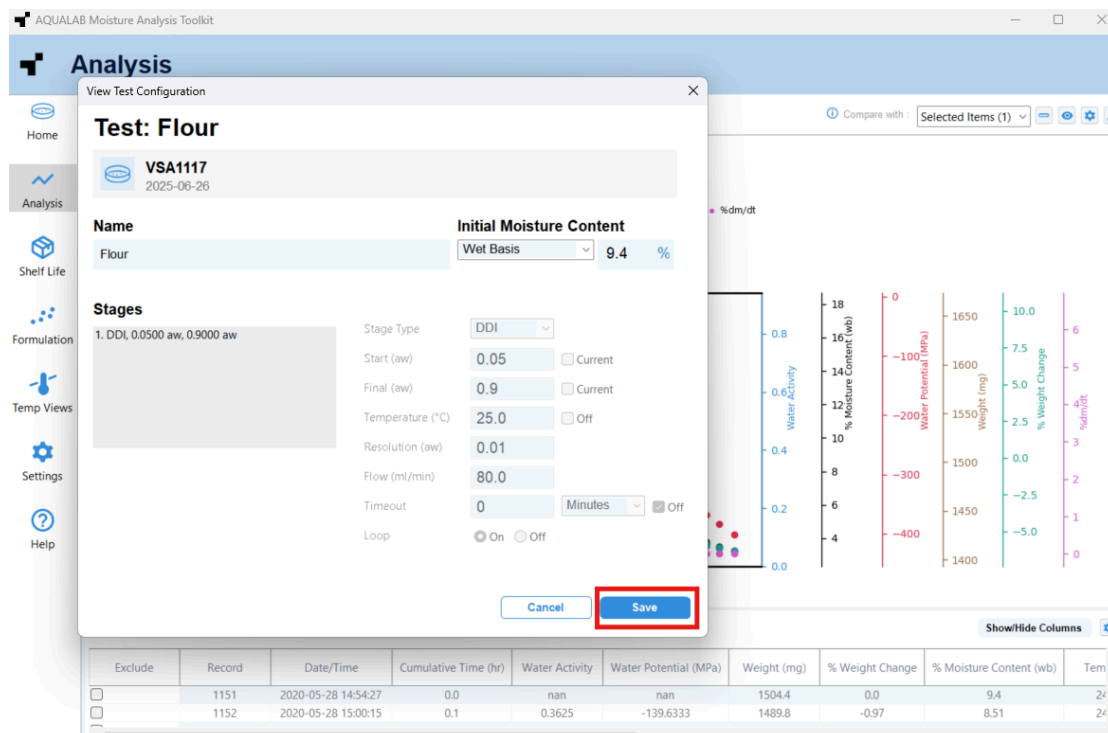 AQUALAB Moisture Analysis Toolkit
Analysis
View Test Configuration
Home
Analysis
Shelf Life
Formulation
Temp Views
Settings
Help
Test: Flour
VSA1117
2025-06-26
Name
Initial Moisture Content
Flour
Wet Basis
9.4 %
Stages
1. DDI, 0.0500 aw, 0.9000 aw
Stage Type DDI
Start (aw) 0.05 Current
Final (aw) 0.9 Current
Temperature (°C) 25.0 Off
Resolution (aw) 0.01
Flow (ml/min) 80.0
Timeout 0 Minutes Off
Loop On Off
Cancel Save
Compare with : Selected Items (1)
%dm/dt
0.8
0.6
0.4
0.2
0.0
Water Activity
18
16
14
12
10
8
6
4
% Moisture Content (wb)
0
−100
−200
−300
−400
Water Potential (MPa)
1650
1600
1550
1500
1450
1400
Weight (mg)
10.0
7.5
5.0
2.5
0.0
−2.5
−5.0
% Weight Change
6
5
4
3
2
1
0
%dm/dt
Show/Hide Columns
Exclude Record Date/Time Cumulative Time (hr) Water Activity Water Potential (MPa) Weight (mg) % Weight Change % Moisture Content (wb) Tem
1151 2020-05-28 14:54:27 0.0 nan nan 1504.4 0.0 9.4 24
1152 2020-05-28 15:00:15 0.1 0.3625 -139.6333 1489.8 -0.97 8.51 24